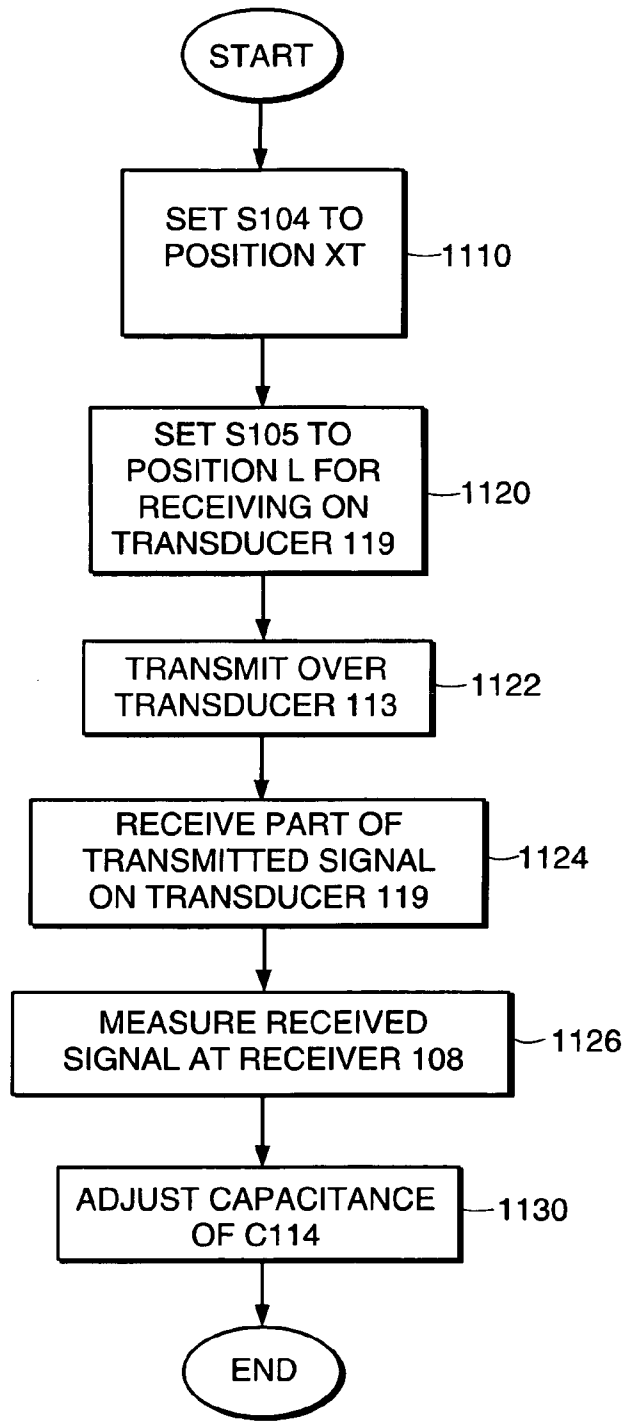 START
SET S104 TO
POSITION XT
1110
SET S105 TO
POSITION L FOR
RECEIVING ON
TRANSDUCER 119
1120
TRANSMIT OVER
TRANSDUCER 113
1122
RECEIVE PART OF
TRANSMITTED SIGNAL
ON TRANSDUCER 119
1124
MEASURE RECEIVED
SIGNAL AT RECEIVER 108
1126
ADJUST CAPACITANCE
OF C114
1130
END